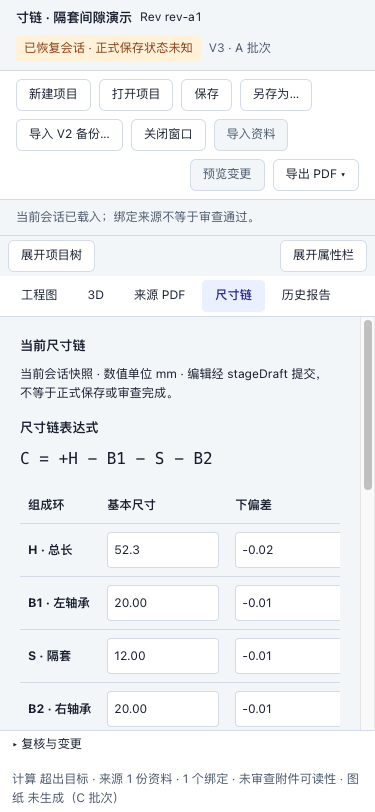 寸链 · 隔套间隙演示 Rev rev-a1
已恢复会话 · 正式保存状态未知 V3 · A 批次
新建项目 打开项目 保存 另存为…
导入 V2 备份… 关闭窗口 导入资料
预览变更 导出 PDF ▾
当前会话已载入；绑定来源不等于审查通过。
展开项目树 展开属性栏
工程图 3D 来源 PDF 尺寸链 历史报告
当前尺寸链
当前会话快照 · 数值单位 mm · 编辑经 stageDraft 提交，
不等于正式保存或审查完成。
尺寸链表达式
C = +H − B1 − S − B2
组成环 基本尺寸 下偏差
H · 总长 52.3 -0.02
B1 · 左轴承 20.00 -0.01
S · 隔套 12.00 -0.01
B2 · 右轴承 20.00 -0.01
▸ 复核与变更
计算 超出目标 · 来源 1 份资料 · 1 个绑定 · 未审查附件可读性 · 图
纸 未生成（C 批次）